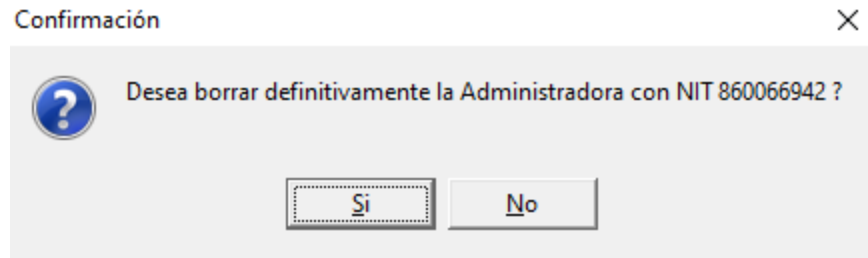 Confirmación
Desea borrar definitivamente la Administradora con NIT 860066942 ?
Si
No